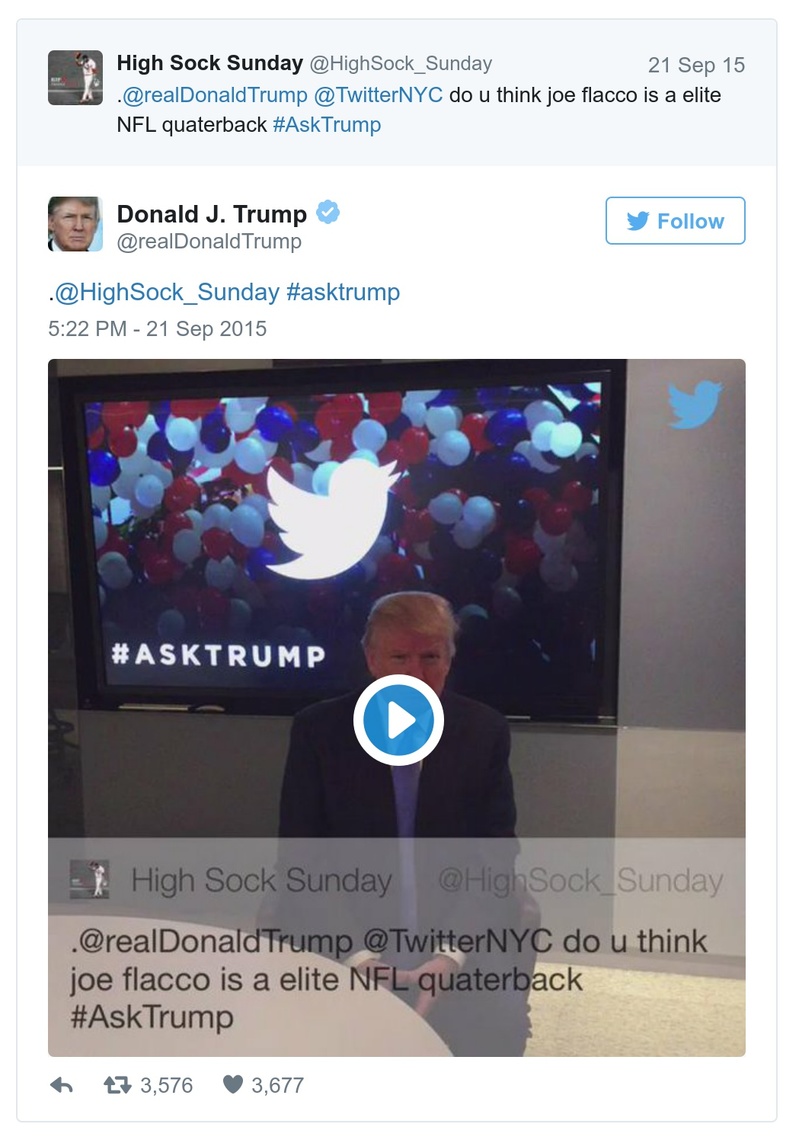 High Sock Sunday @HighSock_Sunday 21 Sep 15
.@realDonaldTrump @TwitterNYC do u think joe flacco is a elite
NFL quaterback #AskTrump
Donald J. Trump
@realDonaldTrump
Follow
.@HighSock_Sunday #asktrump
5:22 PM - 21 Sep 2015
#ASKTRUMP
High Sock Sunday @HighSock_Sunday
.@realDonaldTrump @TwitterNYC do u think
joe flacco is a elite NFL quaterback
#AskTrump
3,576 3,677